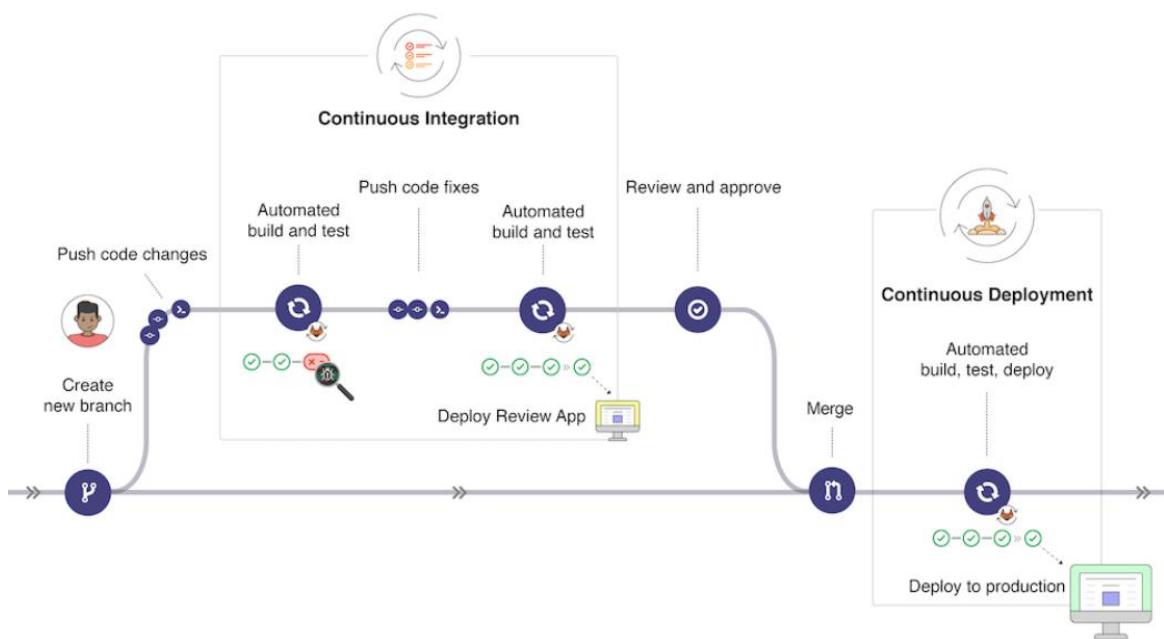 Continuous Integration
Push code fixes
Review and approve
Automated
build and test
Automated
build and test
Push code changes
Continuous Deployment
Automated
build, test, deploy
Create
new branch
Deploy Review App
Merge
Deploy to production